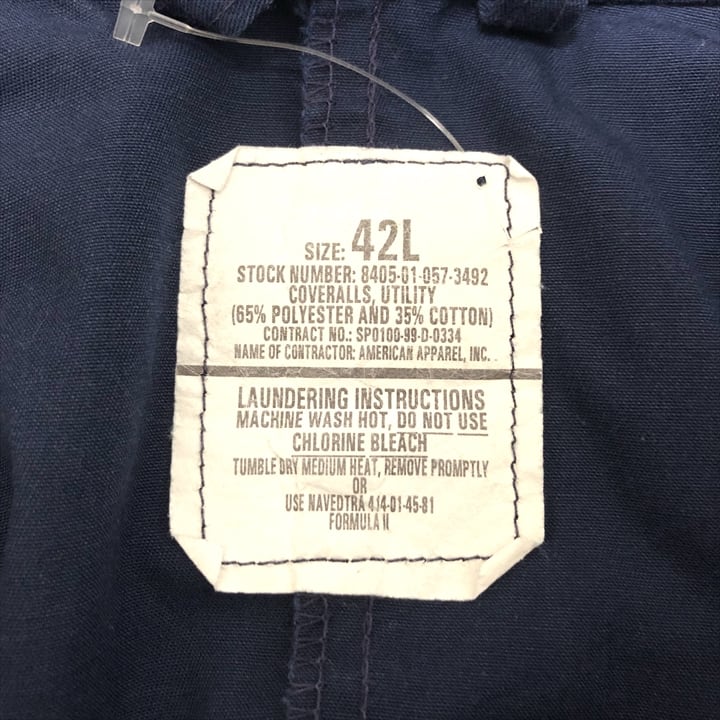 SIZE: 42L
STOCK NUMBER: 8405-01-057-3492
COVERALLS, UTILITY
(65% POLYESTER AND 35% COTTON)
CONTRACT NO.: SPO100-99-D-0334
NAME OF CONTRACTOR: AMERICAN APPAREL, INC.
LAUNDERING INSTRUCTIONS
MACHINE WASH HOT, DO NOT USE
CHLORINE BLEACH
TUMBLE DRY MEDIUM HEAT, REMOVE PROMPTLY
OR
USE NAVEDTRA 414-01-45-81
FORMULA II